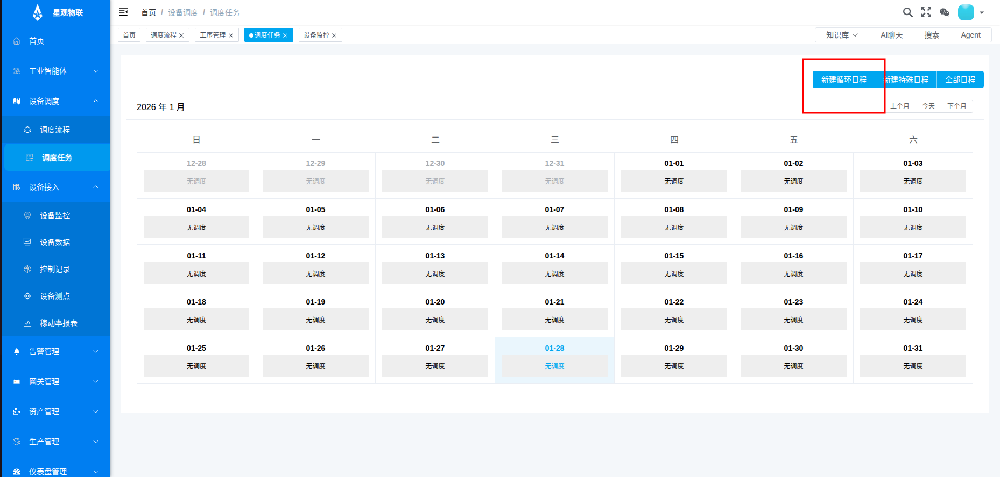 星观物联
首页
工业智能体
设备调度
调度流程
调度任务
设备接入
设备监控
设备数据
控制记录
设备测点
稼动率报表
告警管理
网关管理
资产管理
生产管理
仪表盘管理
首页 / 设备调度 / 调度任务
首页 调度流程 工序管理 调度任务 设备监控
知识库 AI聊天 搜索 Agent
新建循环日程 新建特殊日程 全部日程
2026 年 1 月
上个月 今天 下个月
日 一 二 三 四 五 六
12-28 12-29 12-30 12-31 01-01 01-02 01-03
无调度 无调度 无调度 无调度 无调度 无调度 无调度
01-04 01-05 01-06 01-07 01-08 01-09 01-10
无调度 无调度 无调度 无调度 无调度 无调度 无调度
01-11 01-12 01-13 01-14 01-15 01-16 01-17
无调度 无调度 无调度 无调度 无调度 无调度 无调度
01-18 01-19 01-20 01-21 01-22 01-23 01-24
无调度 无调度 无调度 无调度 无调度 无调度 无调度
01-25 01-26 01-27 01-28 01-29 01-30 01-31
无调度 无调度 无调度 无调度 无调度 无调度 无调度